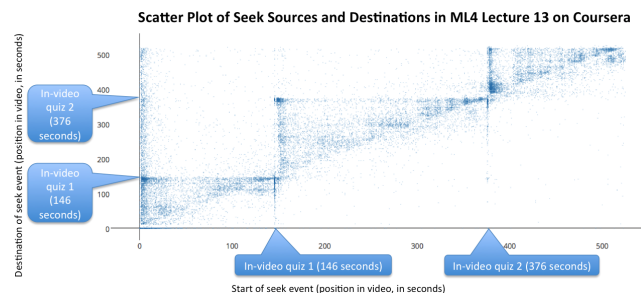 Scatter Plot of Seek Sources and Destinations in ML4 Lecture 13 on Coursera
Destination of seek event (position in video, in seconds)
500
400
300
200
100
0
In-video
quiz 2
(376
seconds)
In-video
quiz 1
(146
seconds)
0
100
200
300
400
500
In-video quiz 1 (146 seconds)
In-video quiz 2 (376 seconds)
Start of seek event (position in video, in seconds)